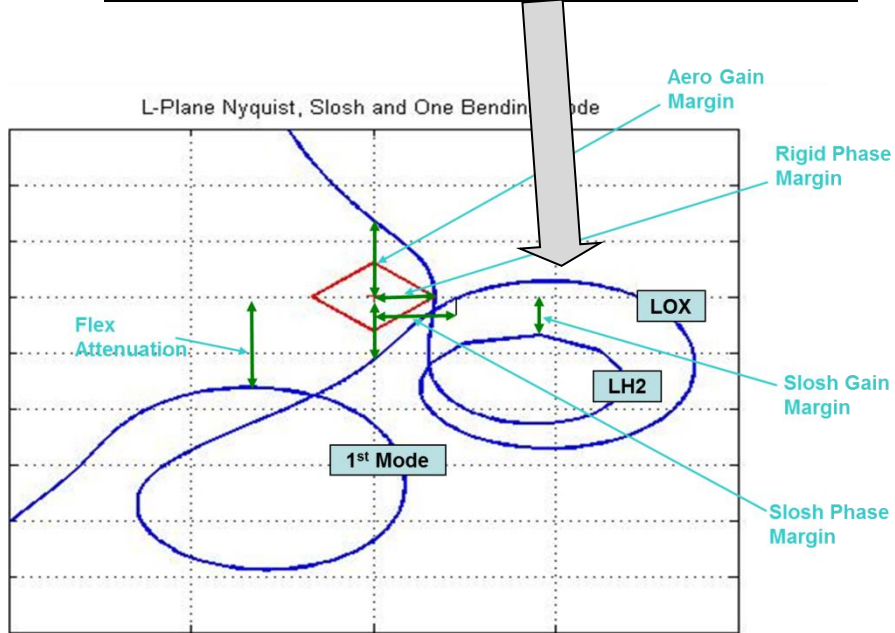 Aero Gain
Margin
L-Plane Nyquist, Slosh and One Bending ode
Rigid Phase
Margin
LOX
Flex
Attenuation
LH2
Slosh Gain
Margin
1st Mode
Slosh Phase
Margin